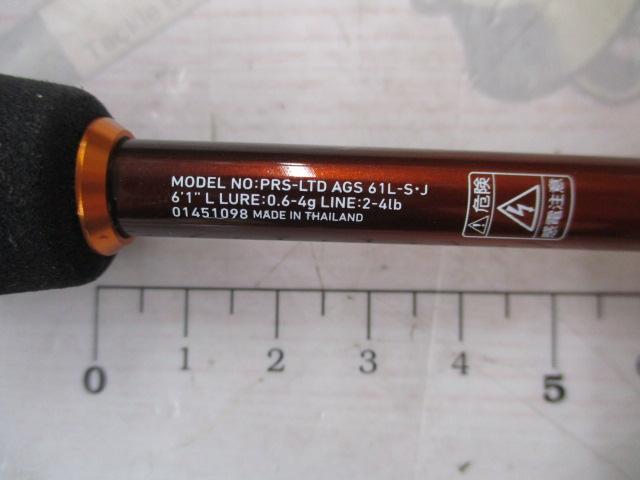 MODEL NO:PRS-LTD AGS 61L-S・J
6'1" L LURE:0.6-4g LINE:2-4lb
01451098 MADE IN THAILAND
危険
感電注意
0 1 2 3 4 5